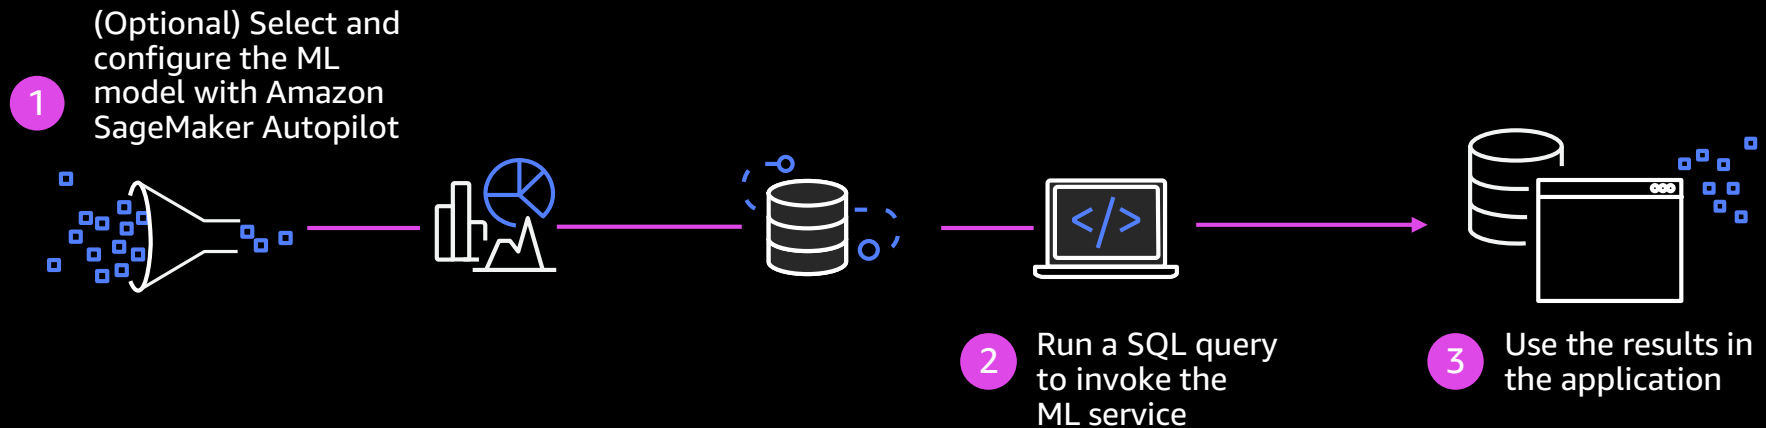 1
(Optional) Select and
configure the ML
model with Amazon
SageMaker Autopilot
</>
2
Run a SQL query
to invoke the
ML service
3
Use the results in
the application